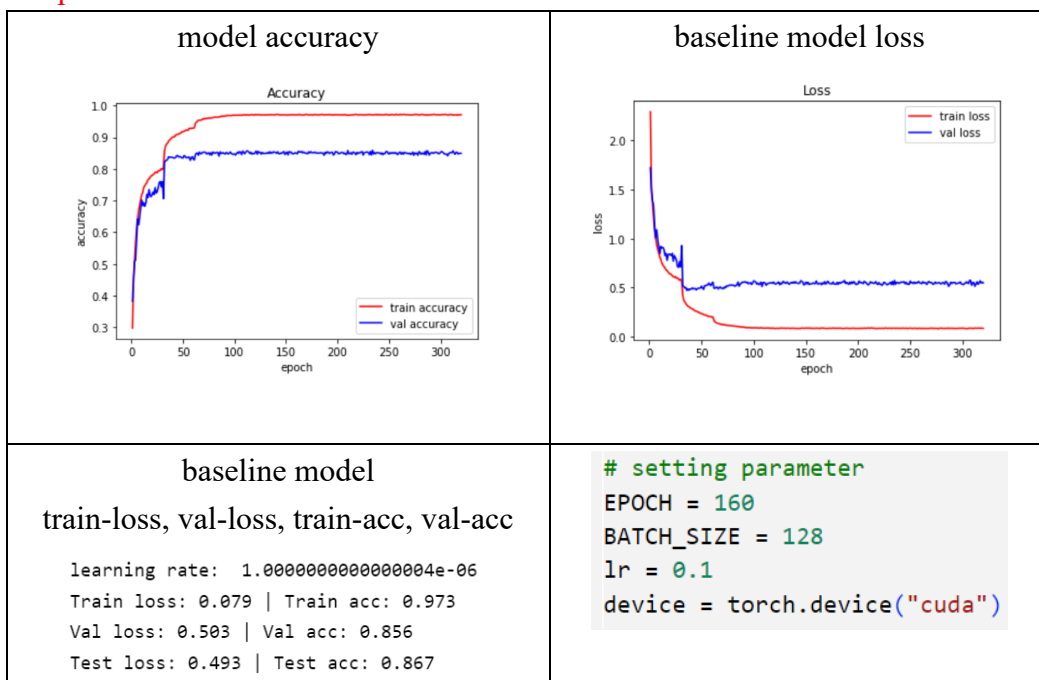 model accuracy
baseline model loss
Accuracy
1.0
0.9
0.8
0.7
0.6
0.5
0.4
0.3
accuracy
0 50 100 150 200 250 300
epoch
train accuracy
val accuracy
Loss
2.0
1.5
1.0
0.5
0.0
loss
0 50 100 150 200 250 300
epoch
train loss
val loss
baseline model
train-loss, val-loss, train-acc, val-acc
learning rate: 1.0000000000000004e-06
Train loss: 0.079 | Train acc: 0.973
Val loss: 0.503 | Val acc: 0.856
Test loss: 0.493 | Test acc: 0.867
# setting parameter
EPOCH = 160
BATCH_SIZE = 128
lr = 0.1
device = torch.device("cuda")